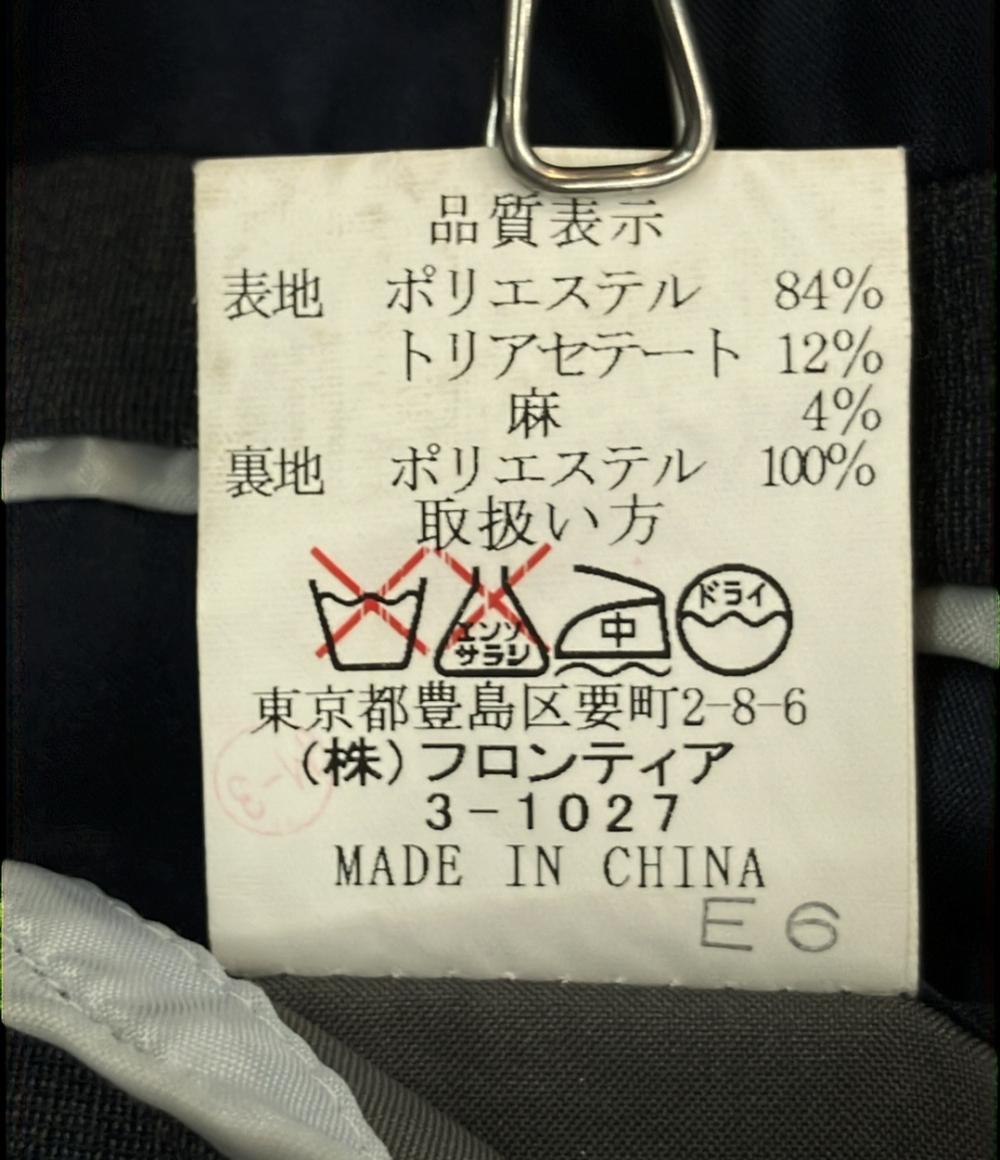 品質表示
表地 ポリエステル 84%
トリアセテート 12%
麻 4%
裏地 ポリエステル 100%
取扱い方
エンソ サラシ 中 ドライ
東京都豊島区要町2-8-6
(株)フロンティア
3-1027
MADE IN CHINA
E6